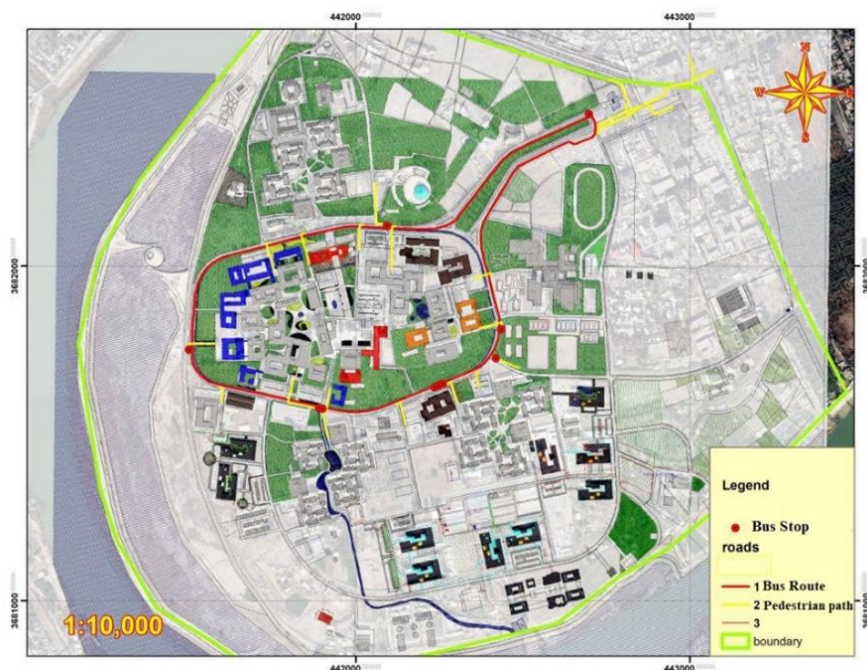 442000
443000
N
W
E
S
3682000
3682000
3681000
3681000
1:10,000
Legend
Bus Stop
roads
1 Bus Route
2 Pedestrian path
3
boundary
442000
443000